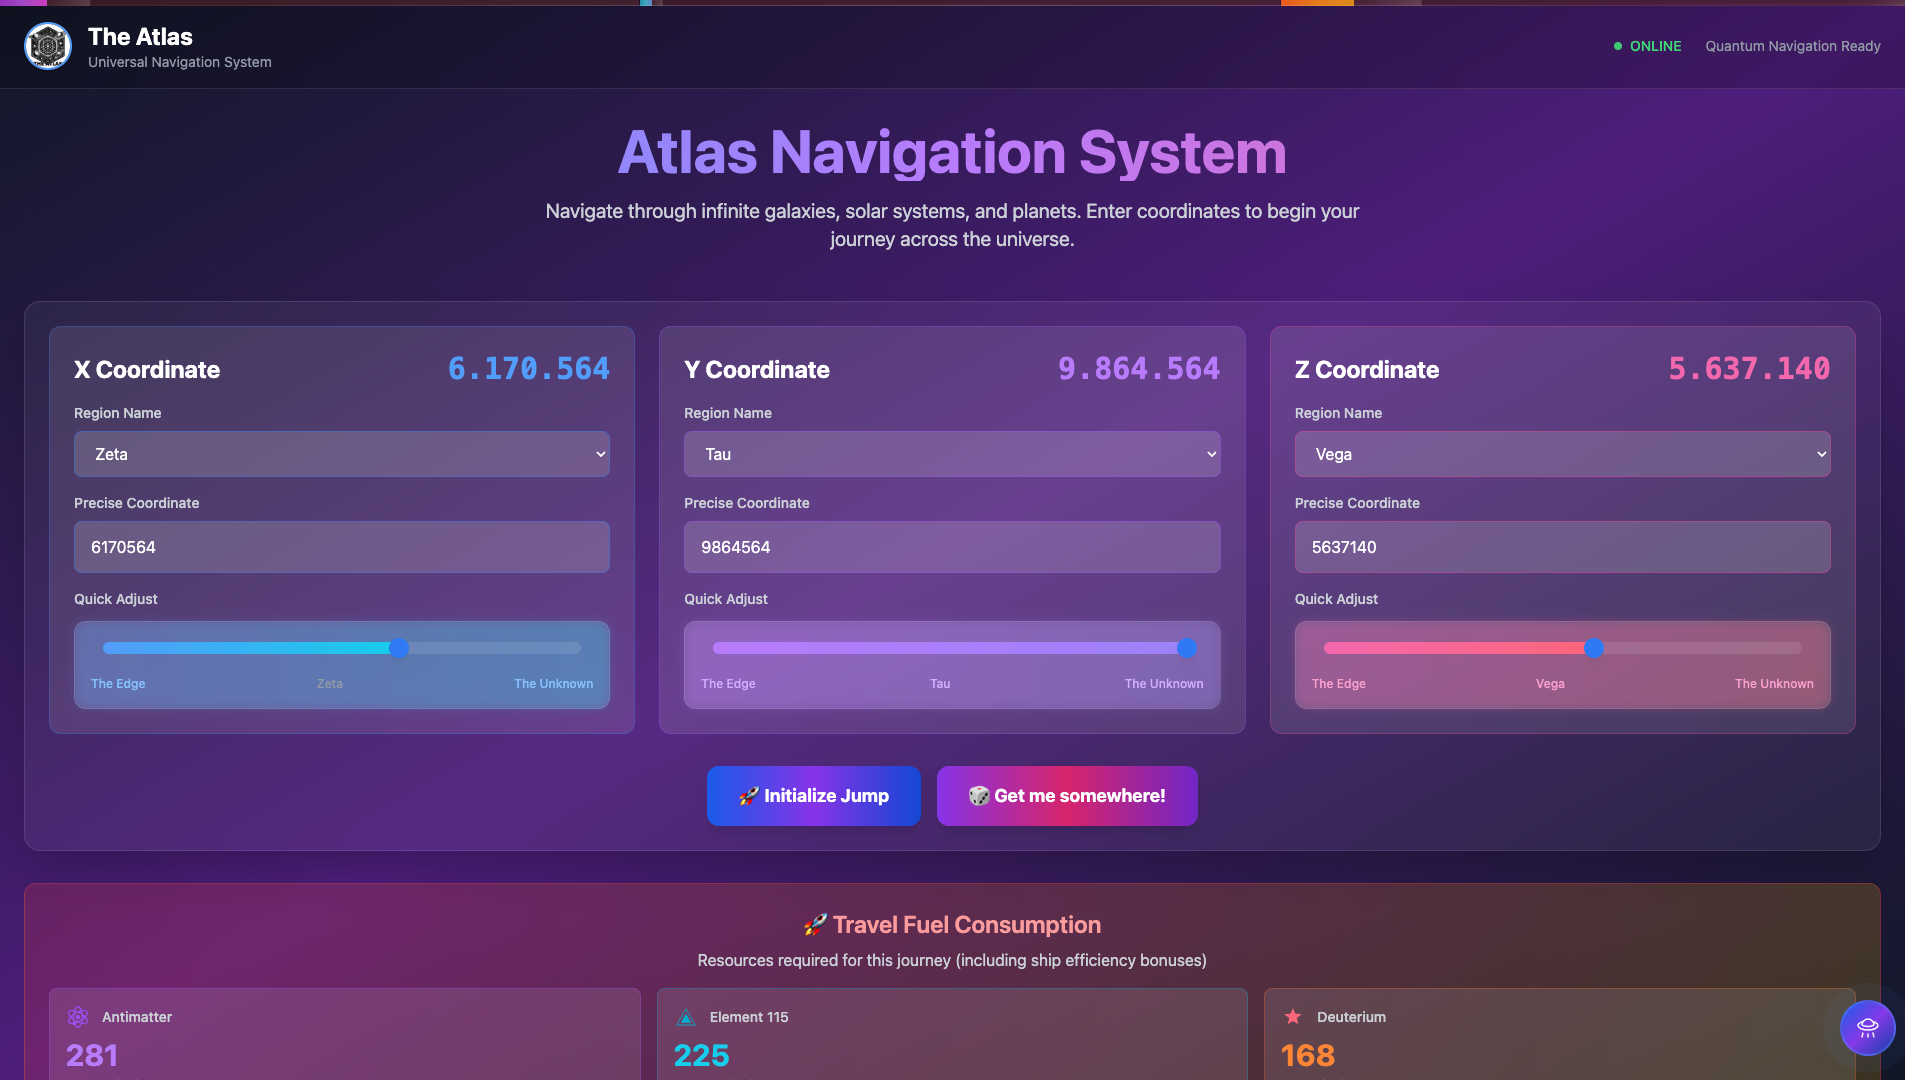 The Atlas
Universal Navigation System
ONLINE
Quantum Navigation Ready
Atlas Navigation System
Navigate through infinite galaxies, solar systems, and planets. Enter coordinates to begin your
journey across the universe.
X Coordinate
6.170.564
Region Name
Zeta
Precise Coordinate
6170564
Quick Adjust
The Edge
Zeta
The Unknown
Y Coordinate
9.864.564
Region Name
Tau
Precise Coordinate
9864564
Quick Adjust
The Edge
Tau
The Unknown
Z Coordinate
5.637.140
Region Name
Vega
Precise Coordinate
5637140
Quick Adjust
The Edge
Vega
The Unknown
🚀 Initialize Jump
🎲 Get me somewhere!
🚀 Travel Fuel Consumption
Resources required for this journey (including ship efficiency bonuses)
Antimatter
281
Element 115
225
Deuterium
168